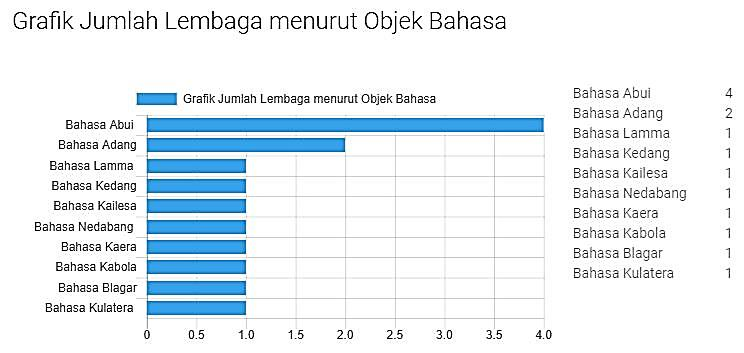 Grafik Jumlah Lembaga menurut Objek Bahasa
Grafik Jumlah Lembaga menurut Objek Bahasa
Bahasa Abui
Bahasa Adang
Bahasa Lamma
Bahasa Kedang
Bahasa Kailesa
Bahasa Nedabang
Bahasa Kaera
Bahasa Kabola
Bahasa Blagar
Bahasa Kulatera
0 0.5 1.0 1.5 2.0 2.5 3.0 3.5 4.0
Bahasa Abui 4
Bahasa Adang 2
Bahasa Lamma 1
Bahasa Kedang 1
Bahasa Kailesa 1
Bahasa Nedabang 1
Bahasa Kaera 1
Bahasa Kabola 1
Bahasa Blagar 1
Bahasa Kulatera 1